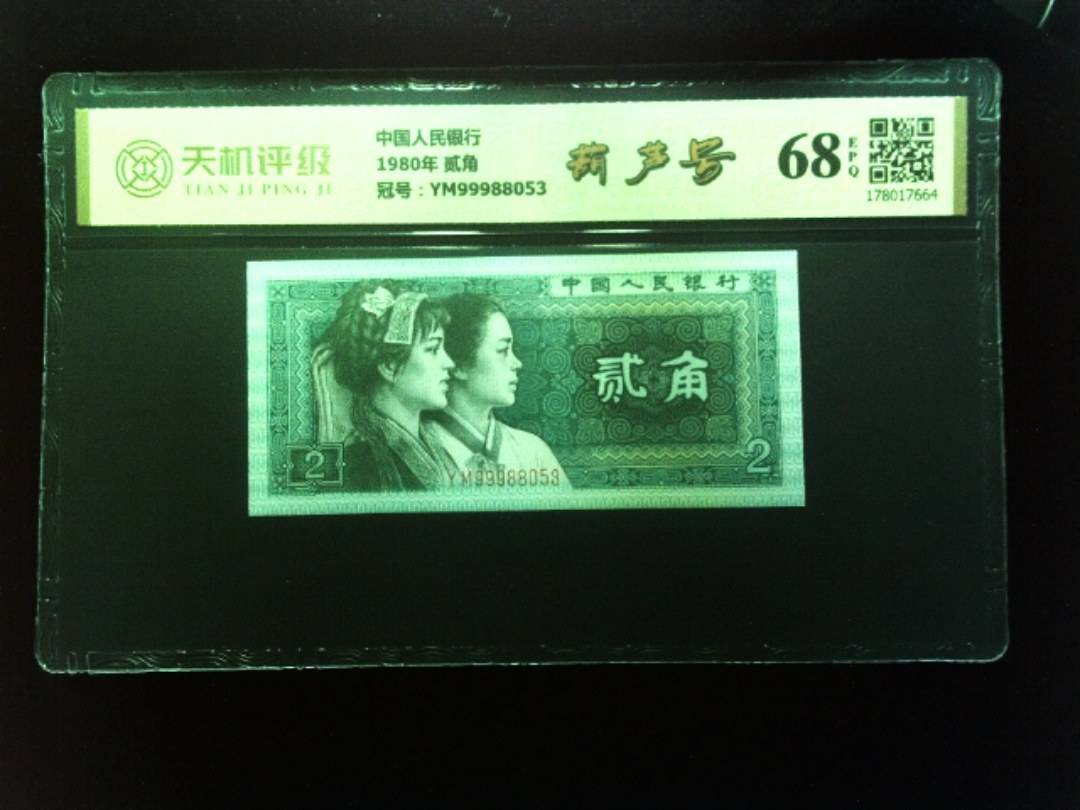 天机评级
TIAN JI PING JI
中国人民银行
1980年 贰角
冠号：YM99988053
葫芦号
68
EPQ
178017664
中国人民银行
贰角
2
2
YM99988053